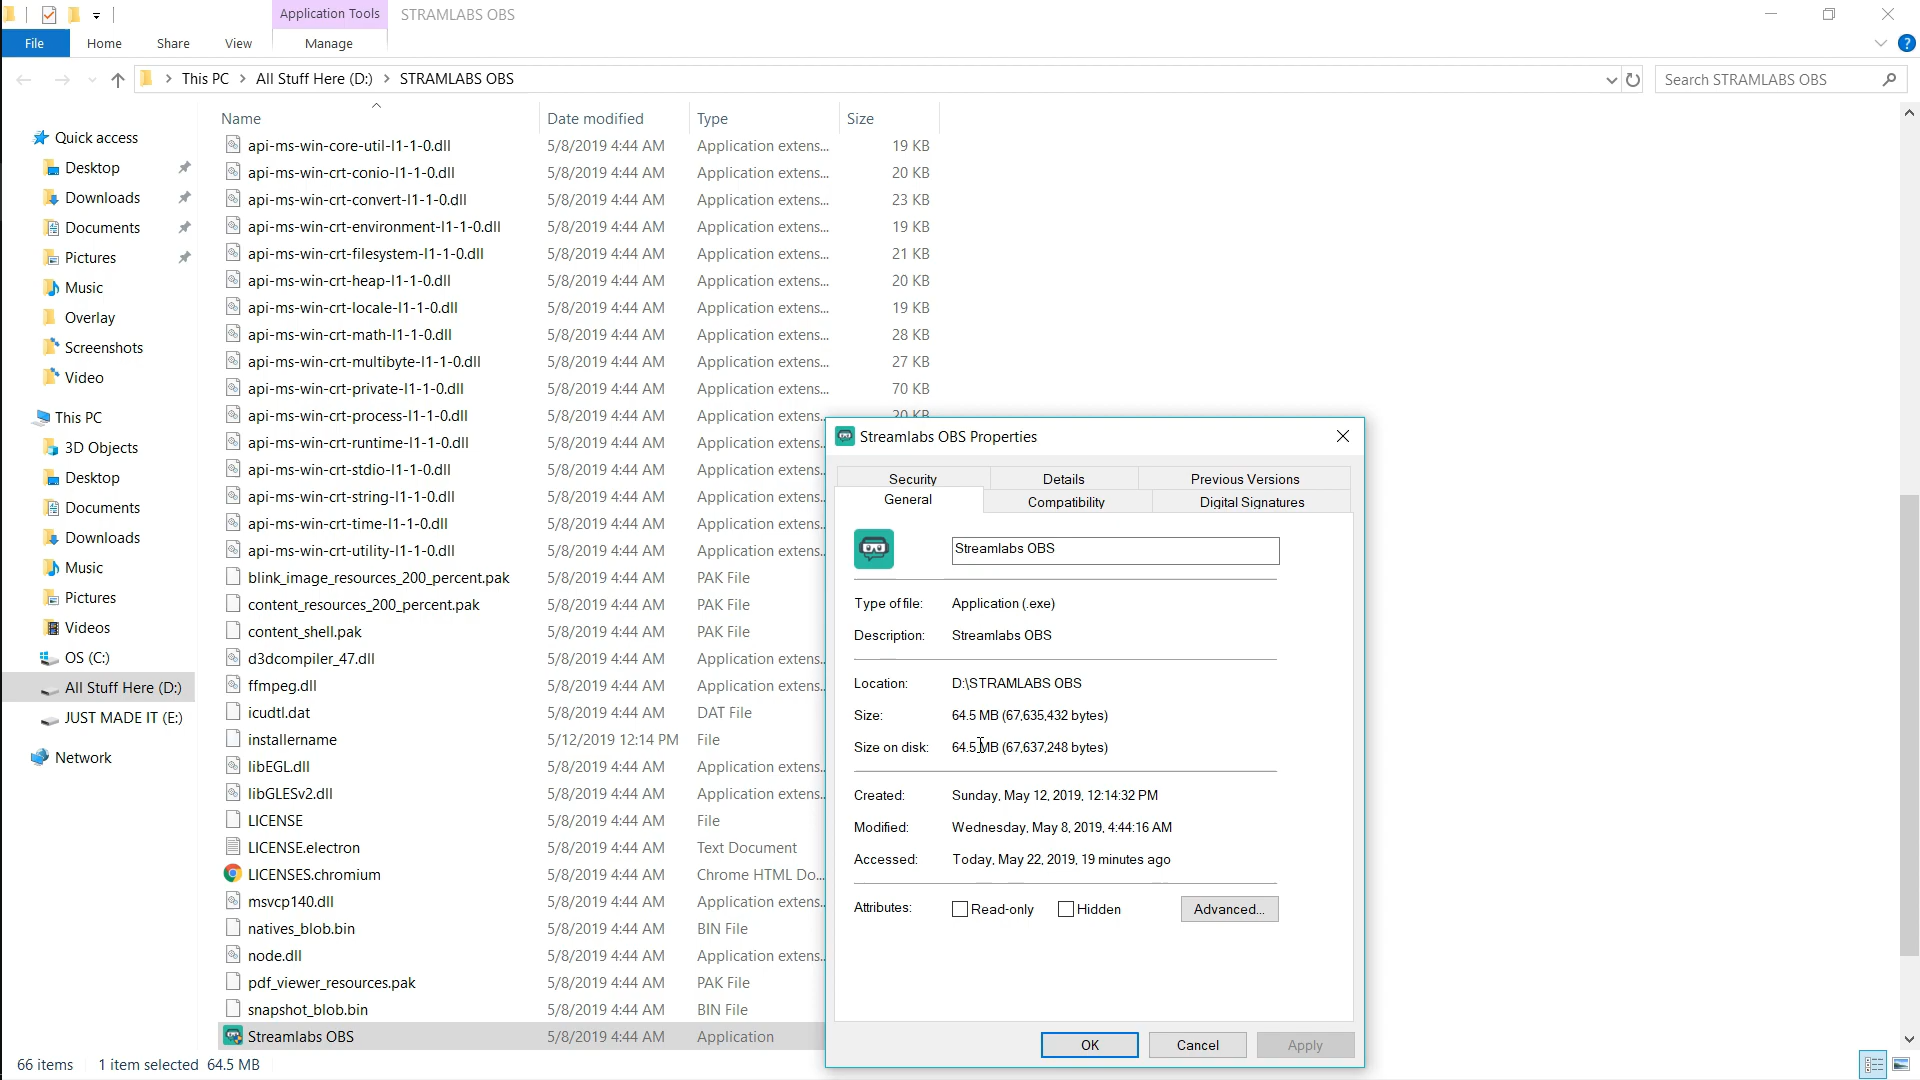 Application Tools STRAMLABS OBS
File Home Share View Manage
This PC All Stuff Here (D:) STRAMLABS OBS Search STRAMLABS OBS
Name Date modified Type Size
Quick access
Desktop
Downloads
Documents
Pictures
Music
Overlay
Screenshots
Video
This PC
3D Objects
Desktop
Documents
Downloads
Music
Pictures
Videos
OS (C:)
All Stuff Here (D:)
JUST MADE IT (E:)
Network
api-ms-win-core-util-l1-1-0.dll 5/8/2019 4:44 AM Application extens... 19 KB
api-ms-win-crt-conio-l1-1-0.dll 5/8/2019 4:44 AM Application extens... 20 KB
api-ms-win-crt-convert-l1-1-0.dll 5/8/2019 4:44 AM Application extens... 23 KB
api-ms-win-crt-environment-l1-1-0.dll 5/8/2019 4:44 AM Application extens... 19 KB
api-ms-win-crt-filesystem-l1-1-0.dll 5/8/2019 4:44 AM Application extens... 21 KB
api-ms-win-crt-heap-l1-1-0.dll 5/8/2019 4:44 AM Application extens... 20 KB
api-ms-win-crt-locale-l1-1-0.dll 5/8/2019 4:44 AM Application extens... 19 KB
api-ms-win-crt-math-l1-1-0.dll 5/8/2019 4:44 AM Application extens... 28 KB
api-ms-win-crt-multibyte-l1-1-0.dll 5/8/2019 4:44 AM Application extens... 27 KB
api-ms-win-crt-private-l1-1-0.dll 5/8/2019 4:44 AM Application extens... 70 KB
api-ms-win-crt-process-l1-1-0.dll 5/8/2019 4:44 AM Application extens... 20 KB
api-ms-win-crt-runtime-l1-1-0.dll 5/8/2019 4:44 AM Application extens..
api-ms-win-crt-stdio-l1-1-0.dll 5/8/2019 4:44 AM Application extens..
api-ms-win-crt-string-l1-1-0.dll 5/8/2019 4:44 AM Application extens..
api-ms-win-crt-time-l1-1-0.dll 5/8/2019 4:44 AM Application extens..
api-ms-win-crt-utility-l1-1-0.dll 5/8/2019 4:44 AM Application extens..
blink_image_resources_200_percent.pak 5/8/2019 4:44 AM PAK File
content_resources_200_percent.pak 5/8/2019 4:44 AM PAK File
content_shell.pak 5/8/2019 4:44 AM PAK File
d3dcompiler_47.dll 5/8/2019 4:44 AM Application extens..
ffmpeg.dll 5/8/2019 4:44 AM Application extens..
icudtl.dat 5/8/2019 4:44 AM DAT File
installername 5/12/2019 12:14 PM File
libEGL.dll 5/8/2019 4:44 AM Application extens..
libGLESv2.dll 5/8/2019 4:44 AM Application extens..
LICENSE 5/8/2019 4:44 AM File
LICENSE.electron 5/8/2019 4:44 AM Text Document
LICENSES.chromium 5/8/2019 4:44 AM Chrome HTML Do...
msvcp140.dll 5/8/2019 4:44 AM Application extens..
natives_blob.bin 5/8/2019 4:44 AM BIN File
node.dll 5/8/2019 4:44 AM Application extens..
pdf_viewer_resources.pak 5/8/2019 4:44 AM PAK File
snapshot_blob.bin 5/8/2019 4:44 AM BIN File
Streamlabs OBS 5/8/2019 4:44 AM Application
Streamlabs OBS Properties
Security Details Previous Versions
General Compatibility Digital Signatures
Streamlabs OBS
Type of file: Application (.exe)
Description: Streamlabs OBS
Location: D:\STRAMLABS OBS
Size: 64.5 MB (67,635,432 bytes)
Size on disk: 64.5 MB (67,637,248 bytes)
Created: Sunday, May 12, 2019, 12:14:32 PM
Modified: Wednesday, May 8, 2019, 4:44:16 AM
Accessed: Today, May 22, 2019, 19 minutes ago
Attributes: Read-only Hidden Advanced...
OK Cancel Apply
66 items 1 item selected 64.5 MB